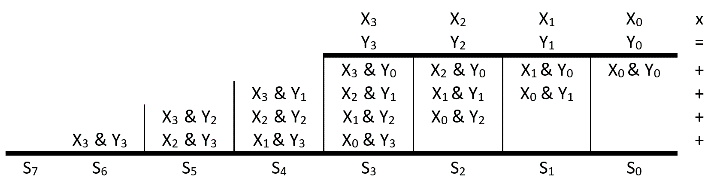 X₃ X₂ X₁ X₀ x
Y₃ Y₂ Y₁ Y₀ =
X₃ & Y₀ X₂ & Y₀ X₁ & Y₀ X₀ & Y₀ +
X₃ & Y₁ X₂ & Y₁ X₁ & Y₁ X₀ & Y₁ +
X₃ & Y₂ X₂ & Y₂ X₁ & Y₂ X₀ & Y₂ +
X₃ & Y₃ X₂ & Y₃ X₁ & Y₃ X₀ & Y₃ +
S₇ S₆ S₅ S₄ S₃ S₂ S₁ S₀